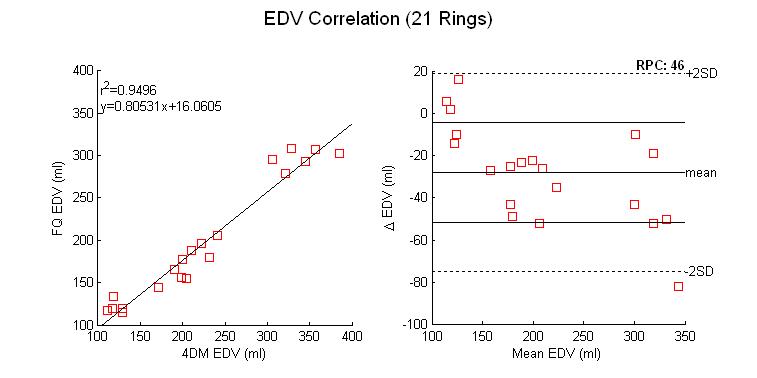 EDV Correlation (21 Rings)
r2=0.9496
y=0.80531x+16.0605
400
350
300
250
200
150
100
FQ EDV (ml)
100 150 200 250 300 350 400
4DM EDV (ml)
RPC: 46
+2SD
mean
-2SD
20
0
-20
-40
-60
-80
-100
Δ EDV (ml)
100 150 200 250 300 350
Mean EDV (ml)